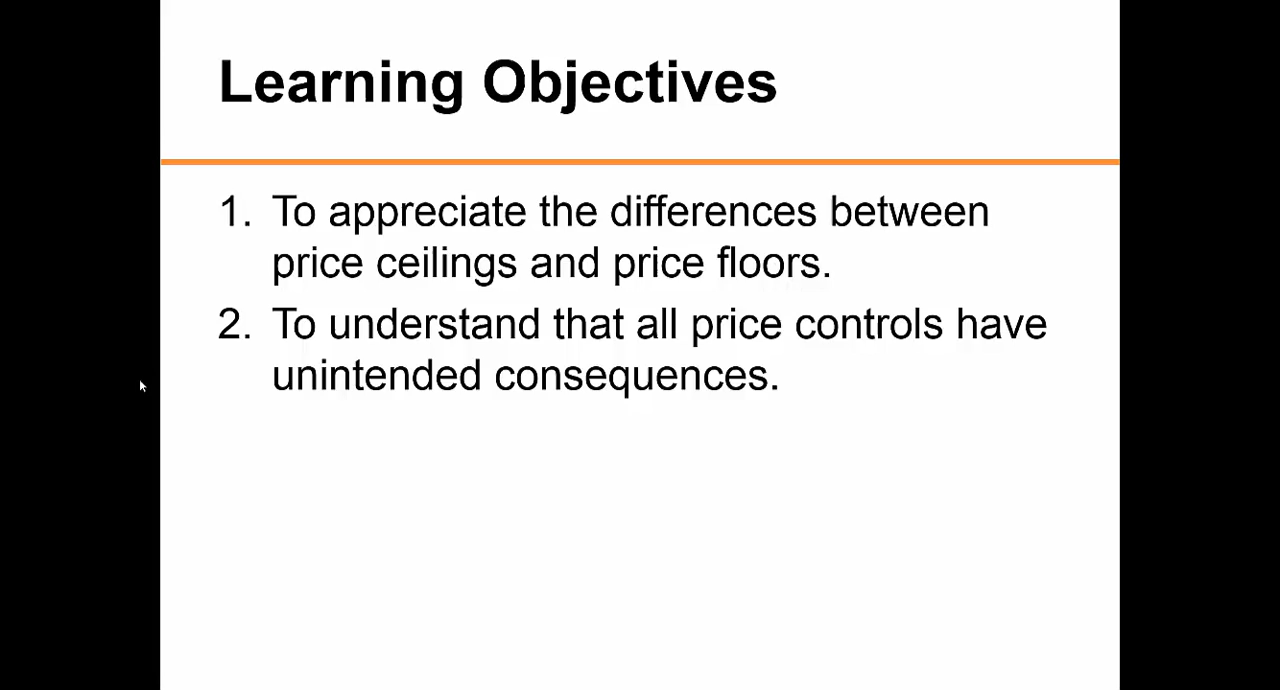 Learning Objectives
1. To appreciate the differences between
price ceilings and price floors.
2. To understand that all price controls have
unintended consequences.